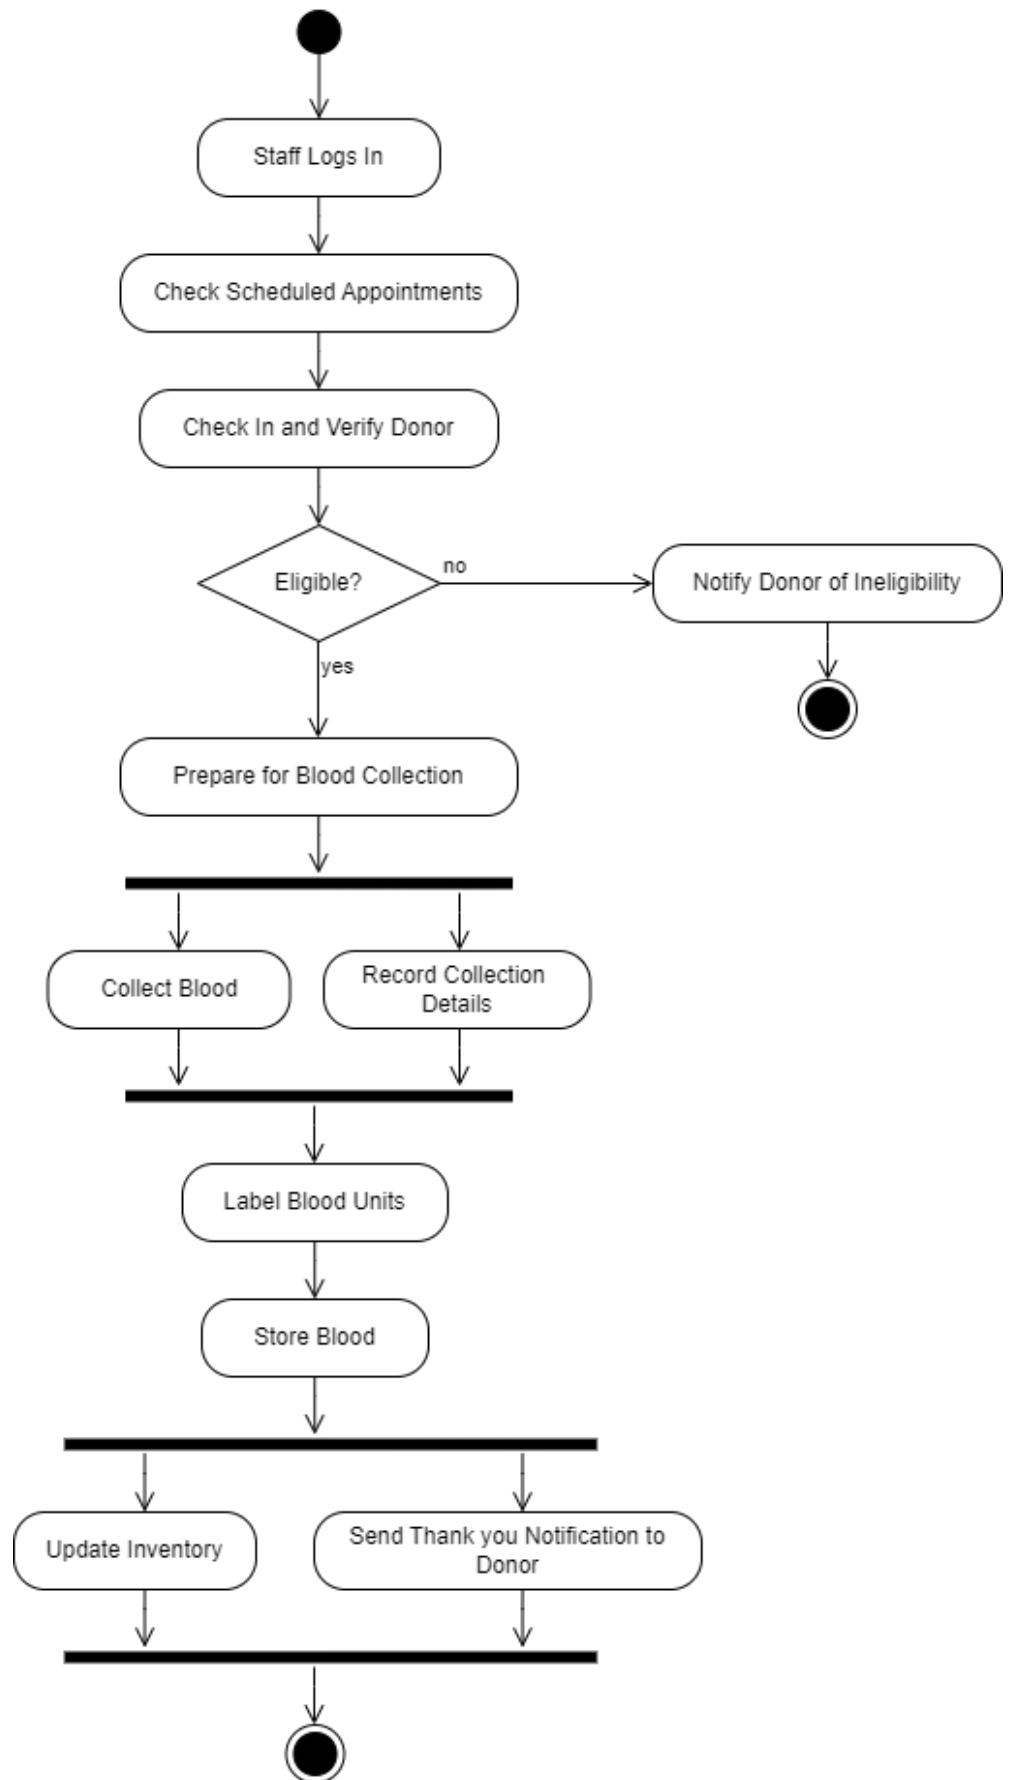 Staff Logs In
Check Scheduled Appointments
Check In and Verify Donor
Eligible?
no
Notify Donor of Ineligibility
yes
Prepare for Blood Collection
Collect Blood
Record Collection
Details
Label Blood Units
Store Blood
Update Inventory
Send Thank you Notification to
Donor